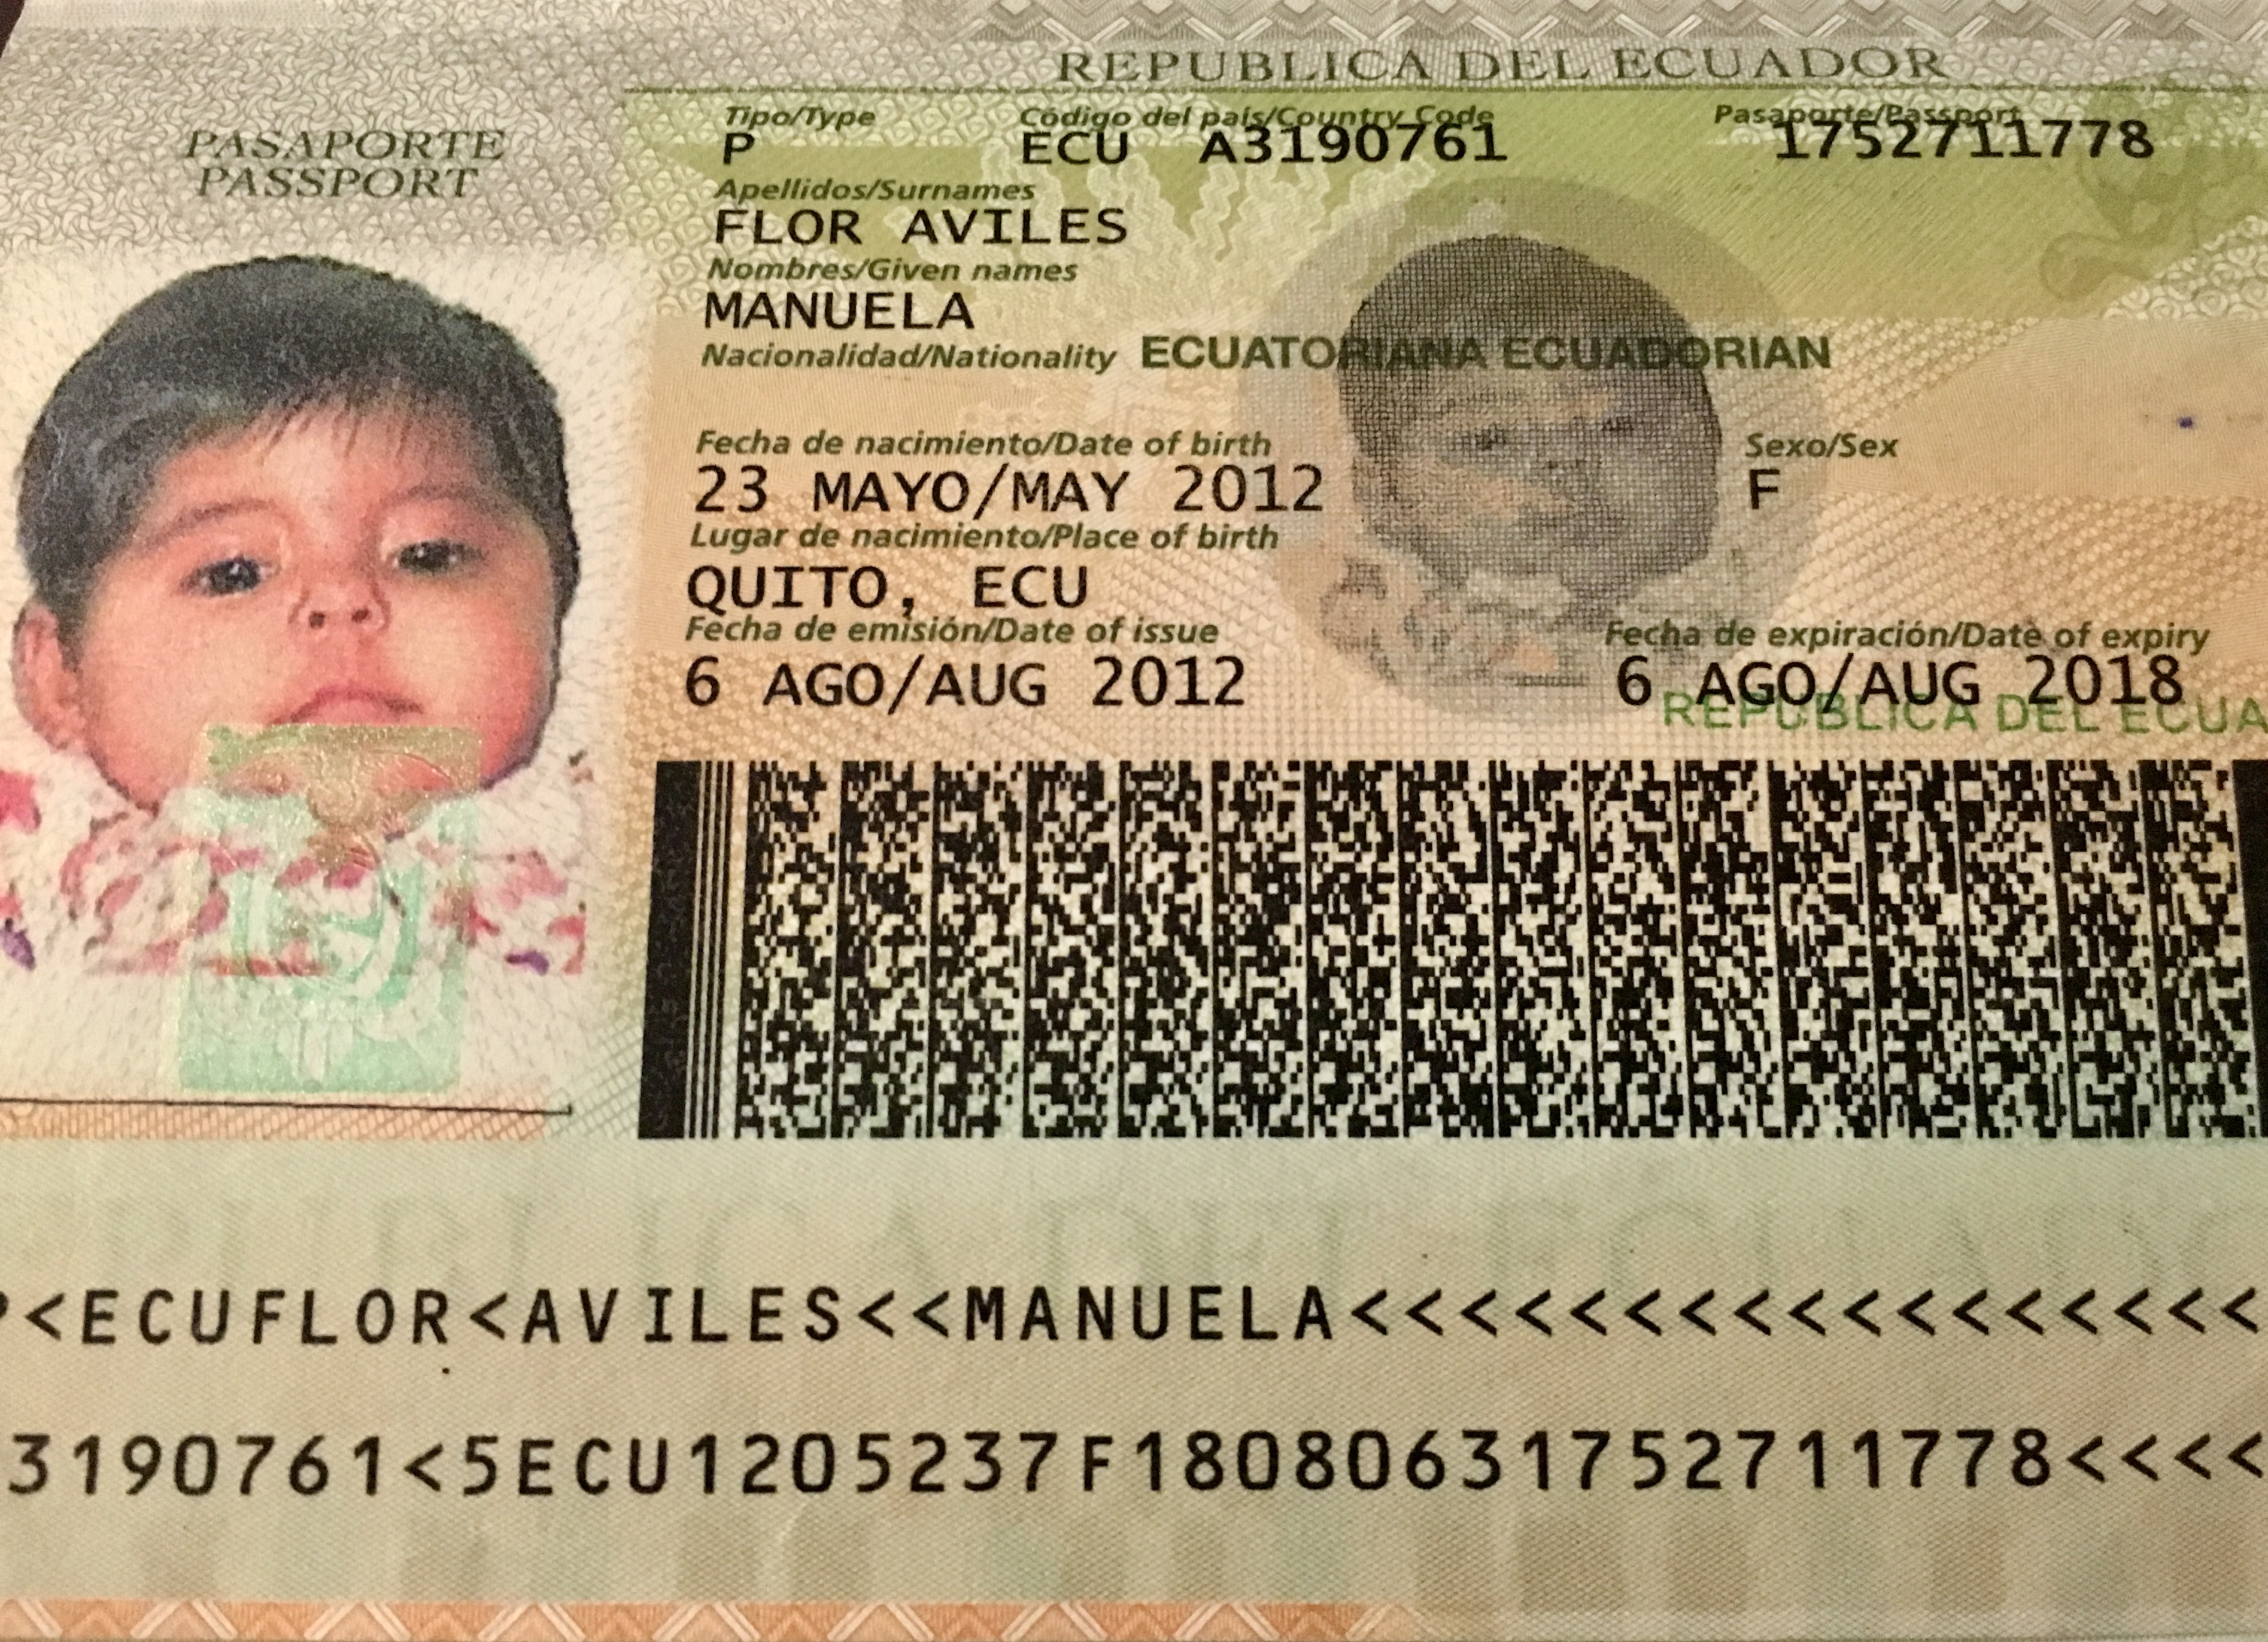 REPUBLICA DEL ECUADOR
PASAPORTE
PASSPORT
Tipo/Type Código del país/Country Code Pasaporte/Passport
P ECU A3190761 1752711778
Apellidos/Surnames
FLOR AVILES
Nombres/Given names
MANUELA
Nacionalidad/Nationality ECUATORIANA ECUADORIAN
Fecha de nacimiento/Date of birth Sexo/Sex
23 MAYO/MAY 2012 F
Lugar de nacimiento/Place of birth
QUITO, ECU
Fecha de emisión/Date of issue Fecha de expiración/Date of expiry
6 AGO/AUG 2012 6 AGO/AUG 2018
REPUBLICA DEL ECUA
P<ECUFLOR<AVILES<<MANUELA<<<<<<<<<<<<<<<<<
3190761<5ECU1205237F18080631752711778<<<<